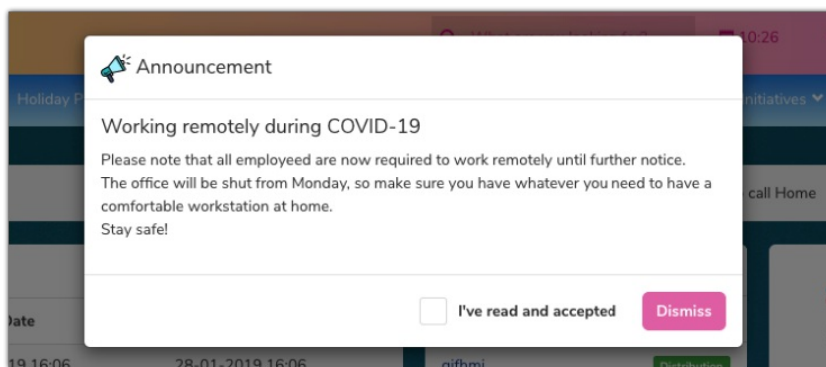 10:26
Announcement
Holiday P
Initiatives
Working remotely during COVID-19
Please note that all employeed are now required to work remotely until further notice.
The office will be shut from Monday, so make sure you have whatever you need to have a
comfortable workstation at home.
Stay safe!
call Home
I've read and accepted
Dismiss
Date
19 16:06
28-01-2019 16:06
gifbmi
Distribution